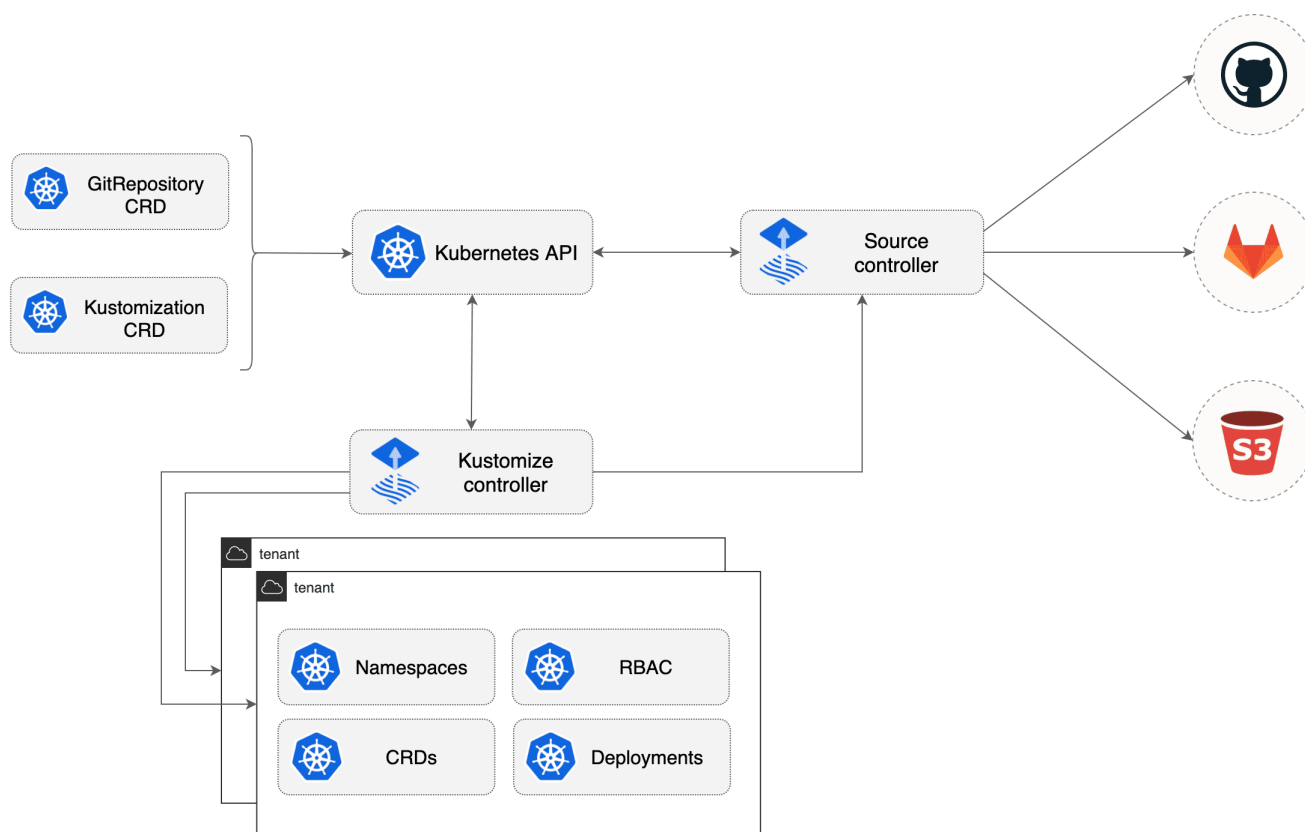 GitRepository
CRD
Kustomization
CRD
Kubernetes API
Source
controller
S3
Kustomize
controller
tenant
tenant
Namespaces
RBAC
CRDs
Deployments